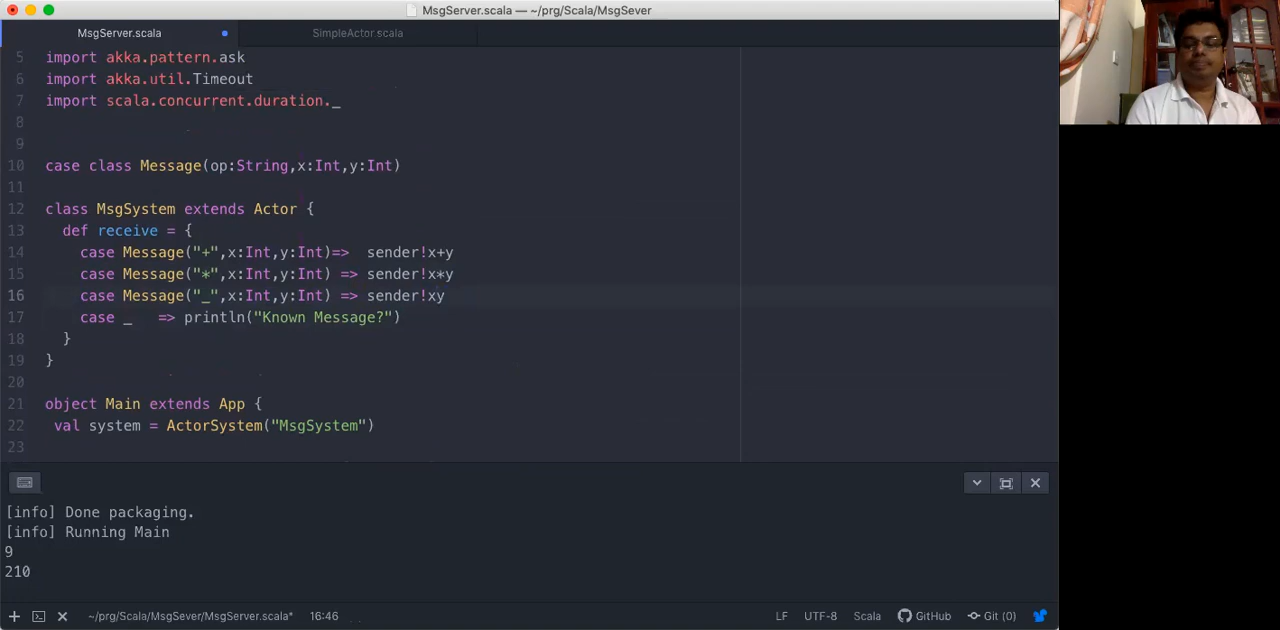 MsgServer.scala — ~/prg/Scala/MsgSever
MsgServer.scala
SimpleActor.scala
5 import akka.pattern.ask
6 import akka.util.Timeout
7 import scala.concurrent.duration._
8
9
10 case class Message(op:String,x:Int,y:Int)
11
12 class MsgSystem extends Actor {
13 def receive = {
14 case Message("+",x:Int,y:Int)=> sender!x+y
15 case Message("*",x:Int,y:Int) => sender!x*y
16 case Message("_",x:Int,y:Int) => sender!xy
17 case _ => println("Known Message?")
18 }
19 }
20
21 object Main extends App {
22 val system = ActorSystem("MsgSystem")
23
[info] Done packaging.
[info] Running Main
9
210
~/prg/Scala/MsgSever/MsgServer.scala* 16:46 LF UTF-8 Scala GitHub Git (0)